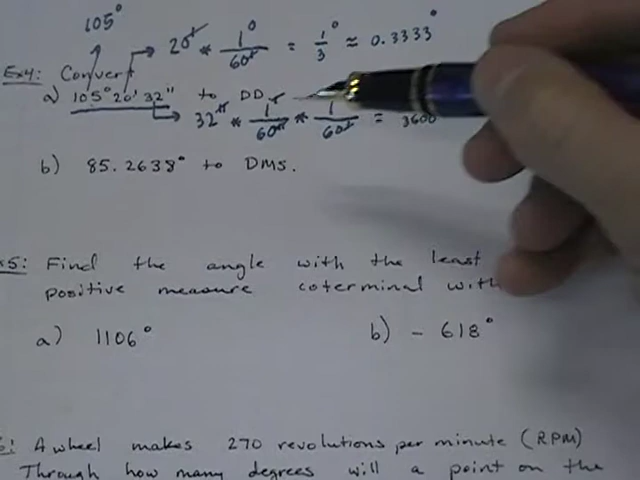 105°
20' * 1°/60' = 1/3° ≈ 0.3333°
Ex4: Convert
a) 105°20'32" to DD
32" * 1'/60" * 1/60' = 3600
b) 85.2638° to DMS.
5: Find the angle with the least
positive measure coterminal with
a) 1106°
b) - 618°
6: A wheel makes 270 revolutions per minute (RPM)
Through how many degrees will a point on the